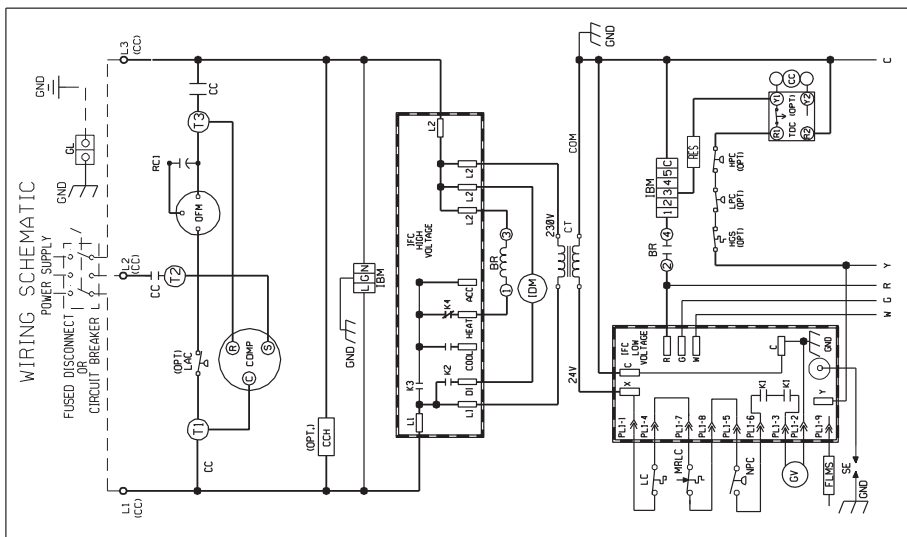 WIRING SCHEMATIC
POWER SUPPLY
FUSED DISCONNECT
OR
CIRCUIT BREAKER
GND
GL
GND
L3
(CC)
L2
(CC)
L1
(CC)
CC
T3
RC1
OFM
CC
T2
(OPT)
LAC
R
S
C
COMP
T1
CC
(OPT.)
CCH
GND
L G N
IBM
L2
IFC
HIGH
VOLTAGE
L2
L2
L2
K3
K2
K4
L1
L1
DI
COOL
HEAT
ACC
BR
1
3
IDM
230V
CT
24V
COM
GND
IBM
1 2 3 4 5 C
BR
4
2
RES
Y1
CC
Y2
TDC (OPT)
R1
R2
HPC
(OPT)
LPC
(OPT)
HGS
(OPT)
C
Y
R
G
W
IFC
LOW
VOLTAGE
X
C
R
G
W
C
GND
Y
K1
K1
PL1-1
PL1-4
PL1-7
PL1-8
PL1-5
PL1-6
PL1-3
PL1-2
PL1-9
LC
MRLC
NPC
GV
FLMS
SE
GND